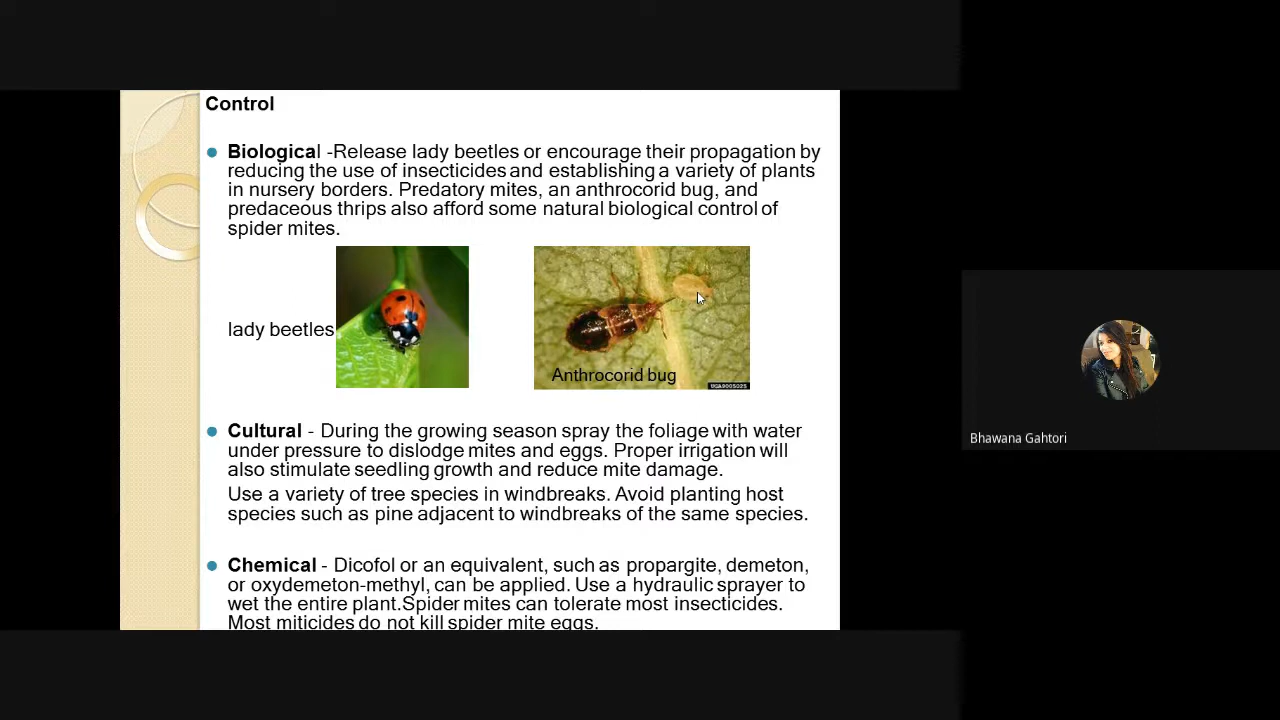 Control
Biological -Release lady beetles or encourage their propagation by
reducing the use of insecticides and establishing a variety of plants
in nursery borders. Predatory mites, an anthrocorid bug, and
predaceous thrips also afford some natural biological control of
spider mites.
lady beetles
Anthrocorid bug
UGA9005025
Cultural - During the growing season spray the foliage with water
under pressure to dislodge mites and eggs. Proper irrigation will
also stimulate seedling growth and reduce mite damage.
Use a variety of tree species in windbreaks. Avoid planting host
species such as pine adjacent to windbreaks of the same species.
Chemical - Dicofol or an equivalent, such as propargite, demeton,
or oxydemeton-methyl, can be applied. Use a hydraulic sprayer to
wet the entire plant.Spider mites can tolerate most insecticides.
Most miticides do not kill spider mite eggs.
Bhawana Gahtori